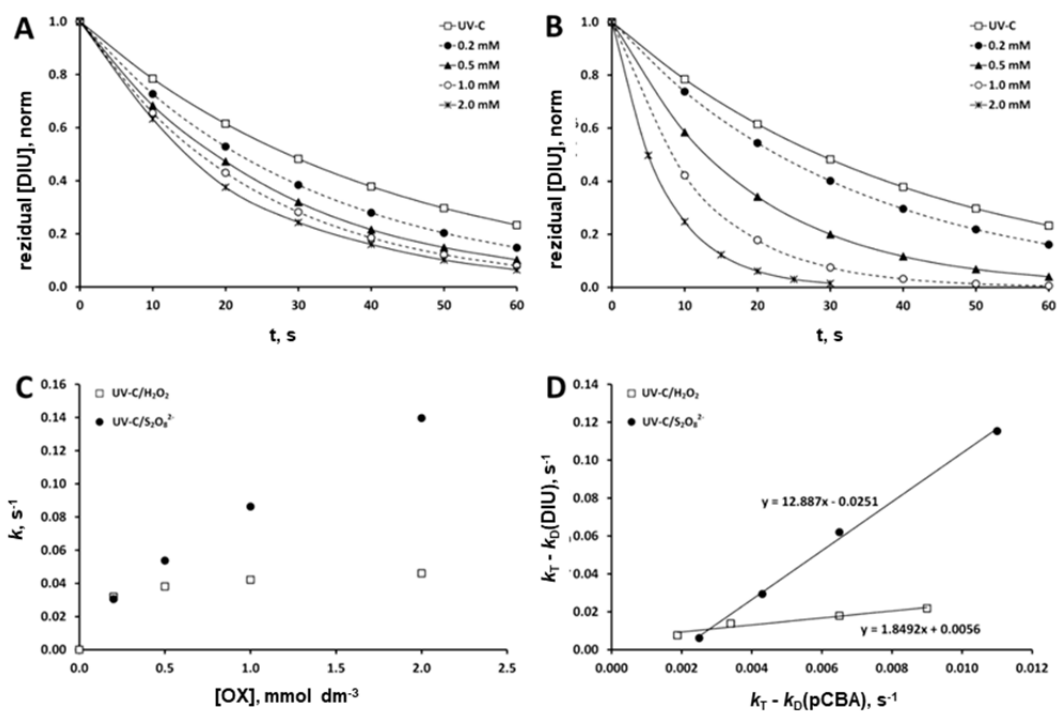 A
1.0
0.8
0.6
0.4
0.2
0.0
0 10 20 30 40 50 60
rezidual [DIU], norm
t, s
UV-C
0.2 mM
0.5 mM
1.0 mM
2.0 mM
B
1.0
0.8
0.6
0.4
0.2
0.0
0 10 20 30 40 50 60
rezidual [DIU], norm
t, s
UV-C
0.2 mM
0.5 mM
1.0 mM
2.0 mM
C
0.16
0.14
0.12
0.10
0.08
0.06
0.04
0.02
0.00
0.0 0.5 1.0 1.5 2.0 2.5
k, s⁻¹
[OX], mmol dm⁻³
UV-C/H₂O₂
UV-C/S₂O₈²⁻
D
0.14
0.12
0.10
0.08
0.06
0.04
0.02
0.00
0.000 0.002 0.004 0.006 0.008 0.010 0.012
k_T - k_D(DIU), s⁻¹
k_T - k_D(pCBA), s⁻¹
UV-C/H₂O₂
UV-C/S₂O₈²⁻
y = 12.887x - 0.0251
y = 1.8492x + 0.0056